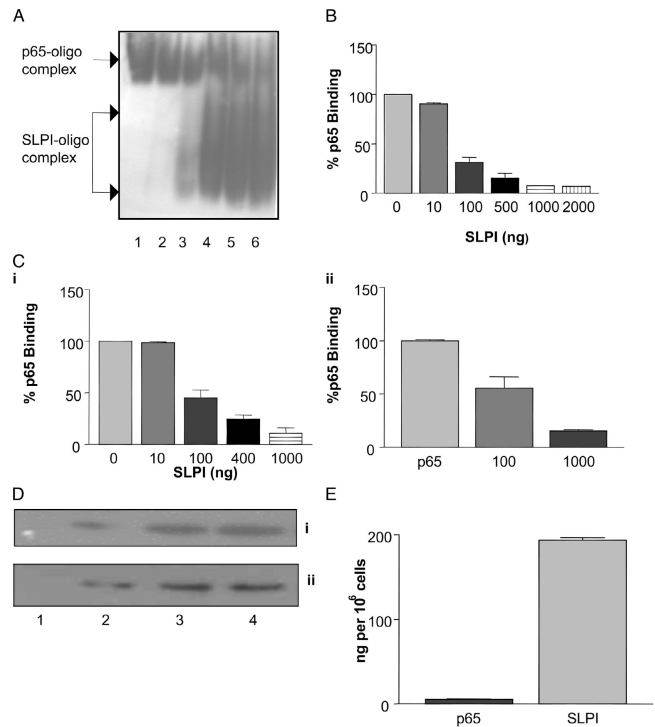 A
p65-oligo
complex
SLPI-oligo
complex
1 2 3 4 5 6
B
% p65 Binding
150
100
50
0
0 10 100 500 1000 2000
SLPI (ng)
C
i
% p65 Binding
150
100
50
0
0 10 100 400 1000
SLPI (ng)
ii
%p65 Binding
150
100
50
0
p65 100 1000
D
i
ii
1 2 3 4
E
ng per 10⁶ cells
200
100
0
p65 SLPI